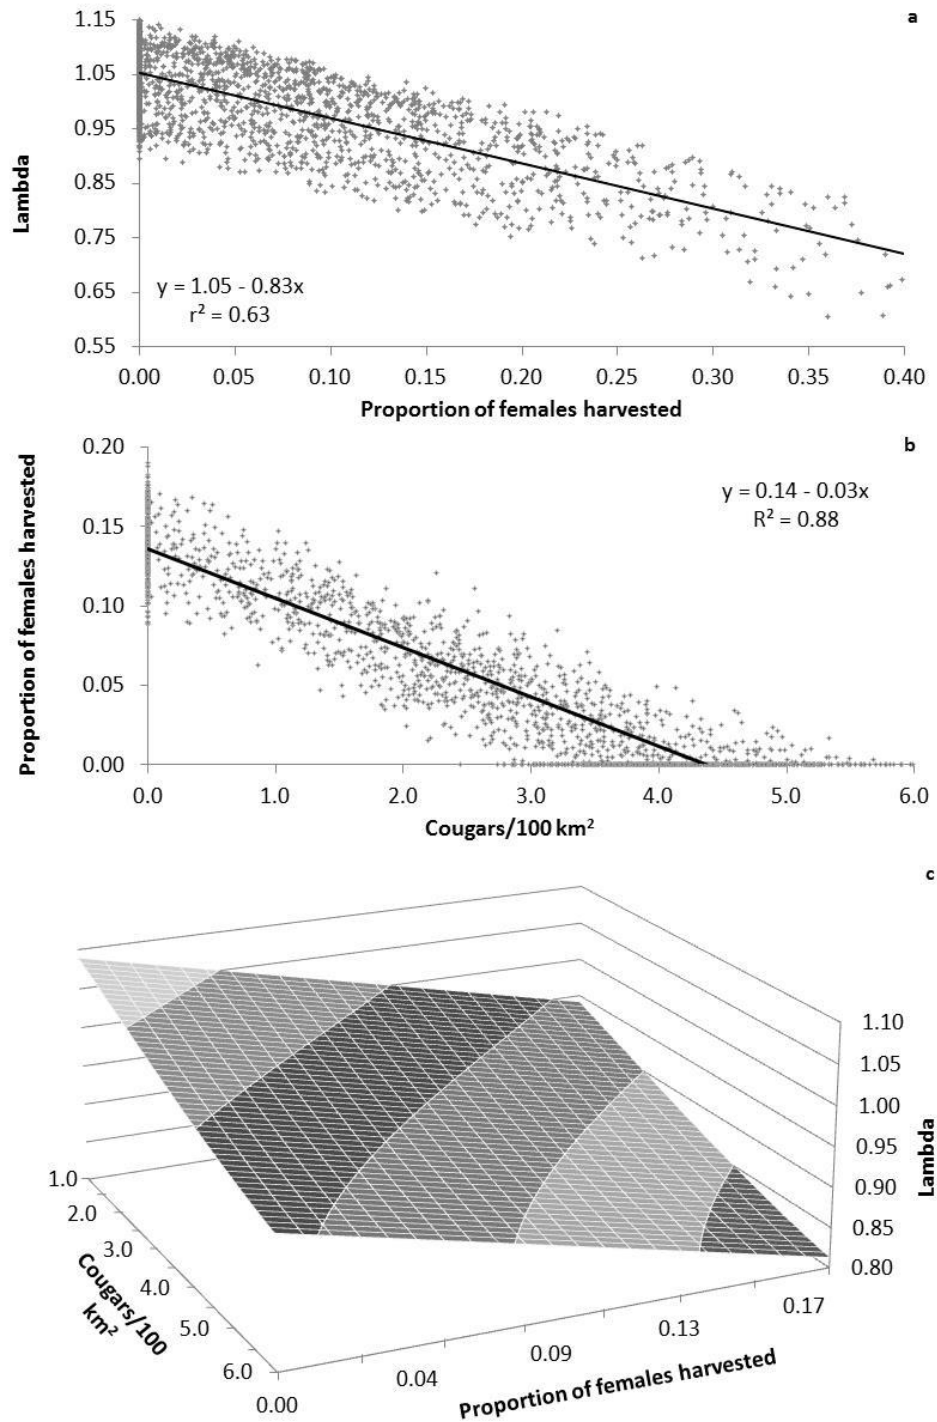 a
1.15
1.05
0.95
0.85
0.75
0.65
0.55
Lambda
y = 1.05 - 0.83x
r² = 0.63
0.00 0.05 0.10 0.15 0.20 0.25 0.30 0.35 0.40
Proportion of females harvested
b
0.20
0.15
0.10
0.05
0.00
Proportion of females harvested
y = 0.14 - 0.03x
R² = 0.88
0.0 1.0 2.0 3.0 4.0 5.0 6.0
Cougars/100 km²
c
1.10
1.05
1.00
0.95
0.90
0.85
0.80
Lambda
1.0
2.0
3.0
4.0
5.0
6.0
Cougars/100
km²
0.00 0.04 0.09 0.13 0.17
Proportion of females harvested